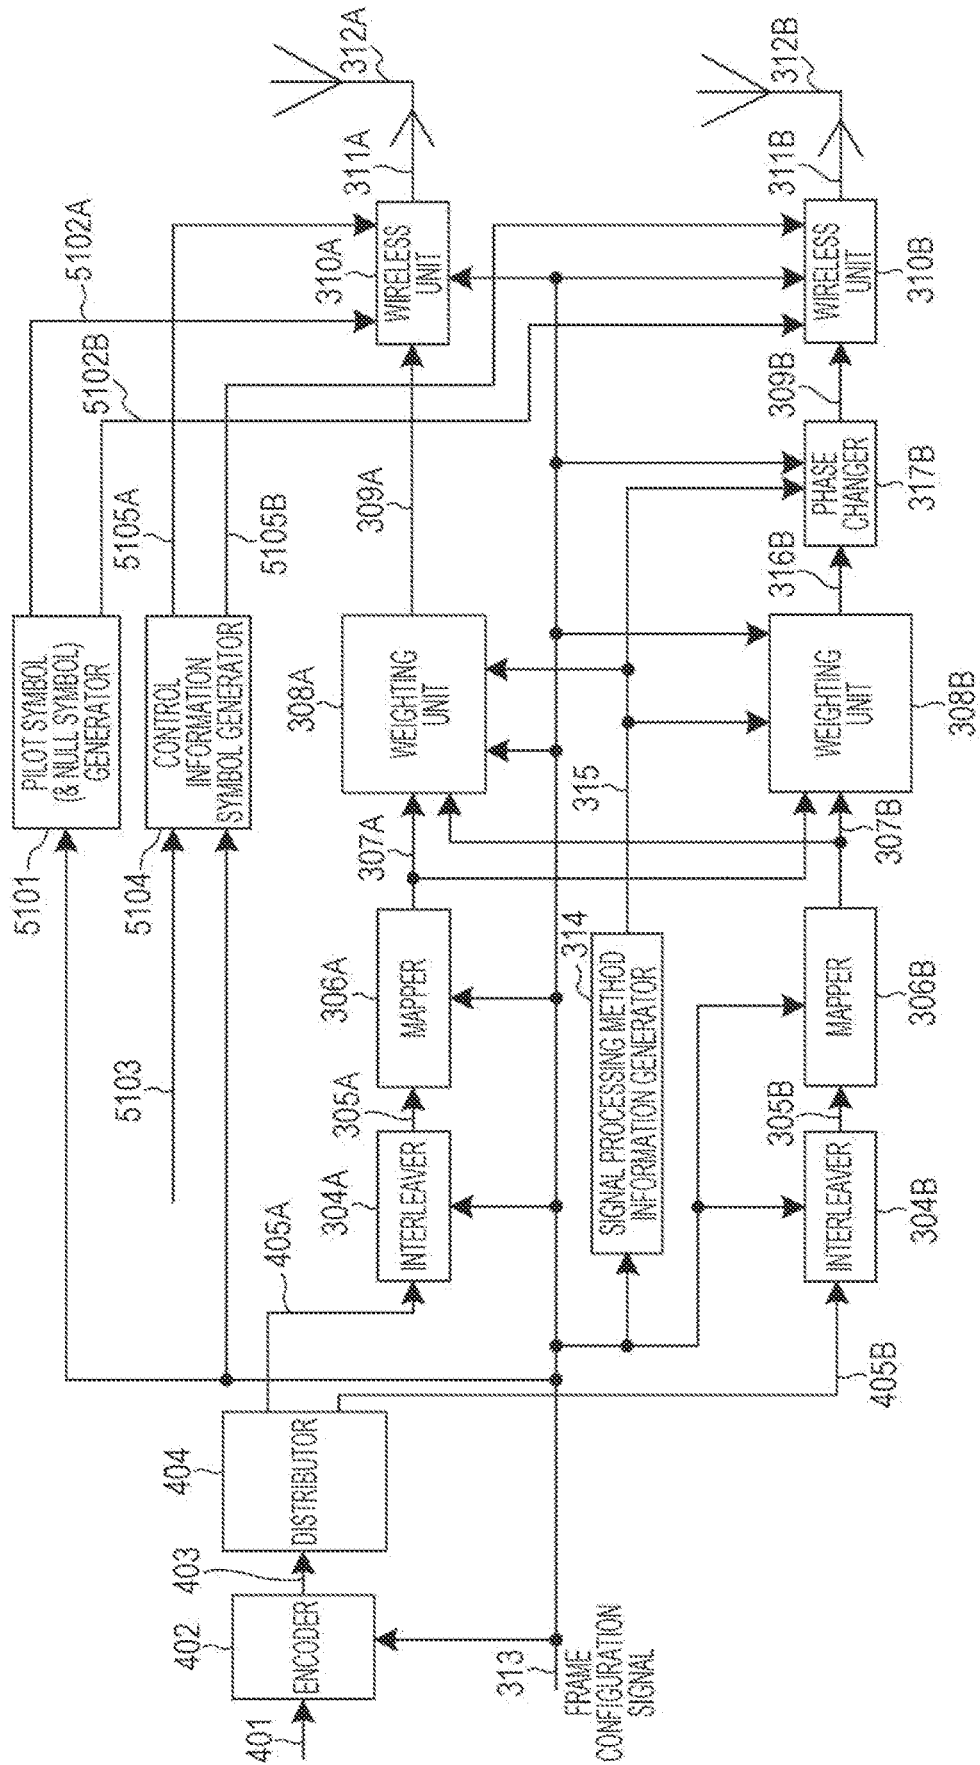 5101
PILOT SYMBOL
(& NULL SYMBOL)
GENERATOR
5102A
5102B
5103
5104
CONTROL
INFORMATION
SYMBOL GENERATOR
5105A
5105B
401
402
ENCODER
403
404
DISTRIBUTOR
405A
405B
304A
INTERLEAVER
305A
306A
MAPPER
307A
308A
WEIGHTING
UNIT
309A
310A
WIRELESS
UNIT
311A
312A
313
FRAME
CONFIGURATION
SIGNAL
314
SIGNAL PROCESSING METHOD
INFORMATION GENERATOR
315
304B
INTERLEAVER
305B
306B
MAPPER
307B
308B
WEIGHTING
UNIT
316B
317B
PHASE
CHANGER
309B
310B
WIRELESS
UNIT
311B
312B